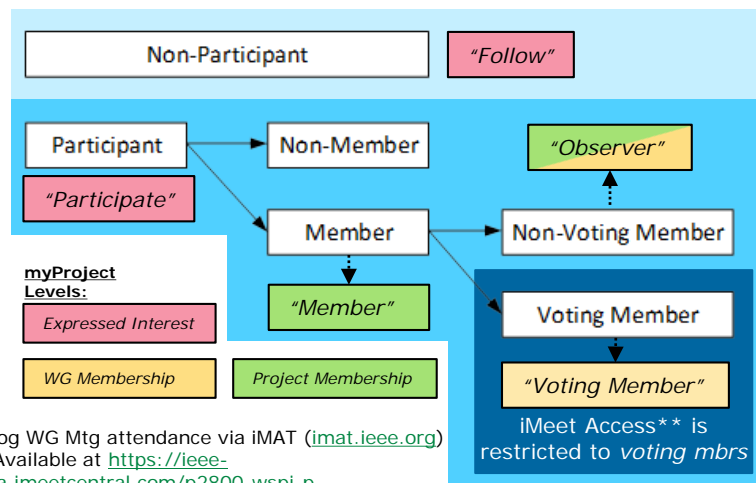 Non-Participant
"Follow"
Participant
Non-Member
"Observer"
"Participate"
Member
Non-Voting Member
myProject
Levels:
"Member"
Voting Member
Expressed Interest
WG Membership
Project Membership
"Voting Member"
iMeet Access** is
restricted to voting mbrs
og WG Mtg attendance via iMAT (imat.ieee.org)
Available at https://ieee-